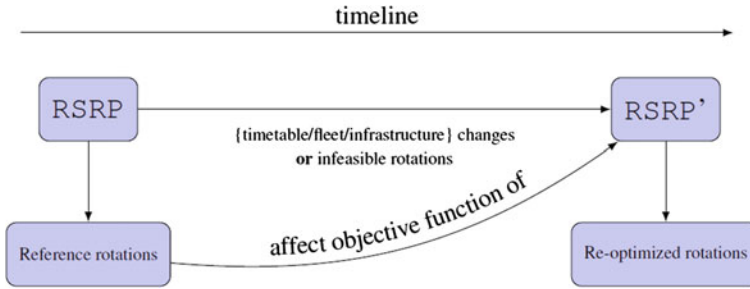 timeline
RSRP
RSRP'
{timetable/fleet/infrastructure} changes
or infeasible rotations
affect objective function of
Reference rotations
Re-optimized rotations